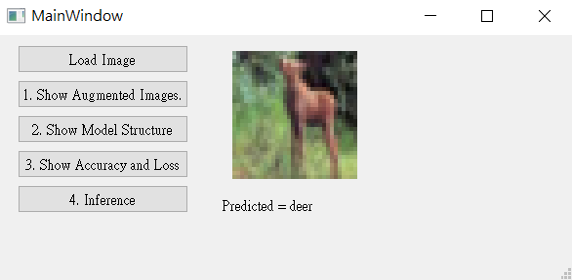 MainWindow
Load Image
1. Show Augmented Images.
2. Show Model Structure
3. Show Accuracy and Loss
4. Inference
Predicted = deer